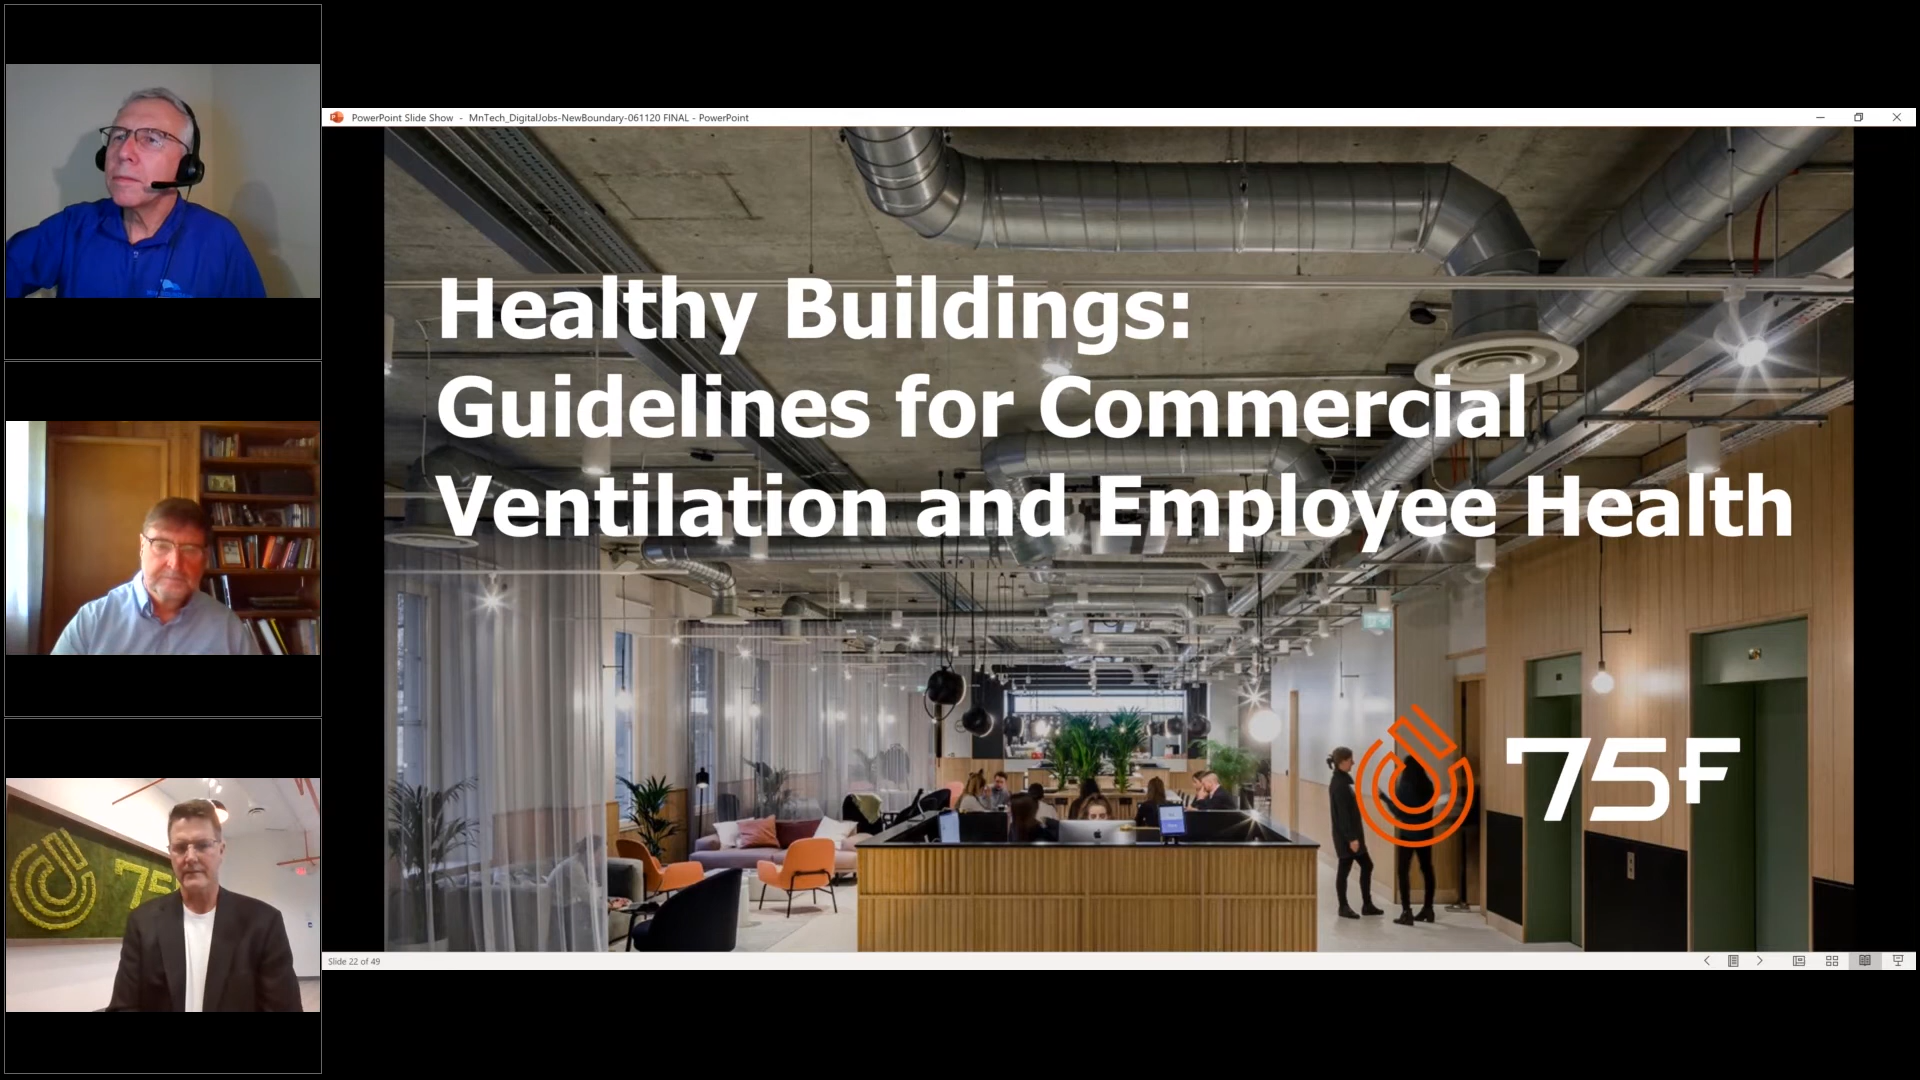 PowerPoint Slide Show - MnTech_DigitalJobs-NewBoundary-061120 FINAL - PowerPoint
Healthy Buildings:
Guidelines for Commercial
Ventilation and Employee Health
75F
75F
Slide 22 of 49